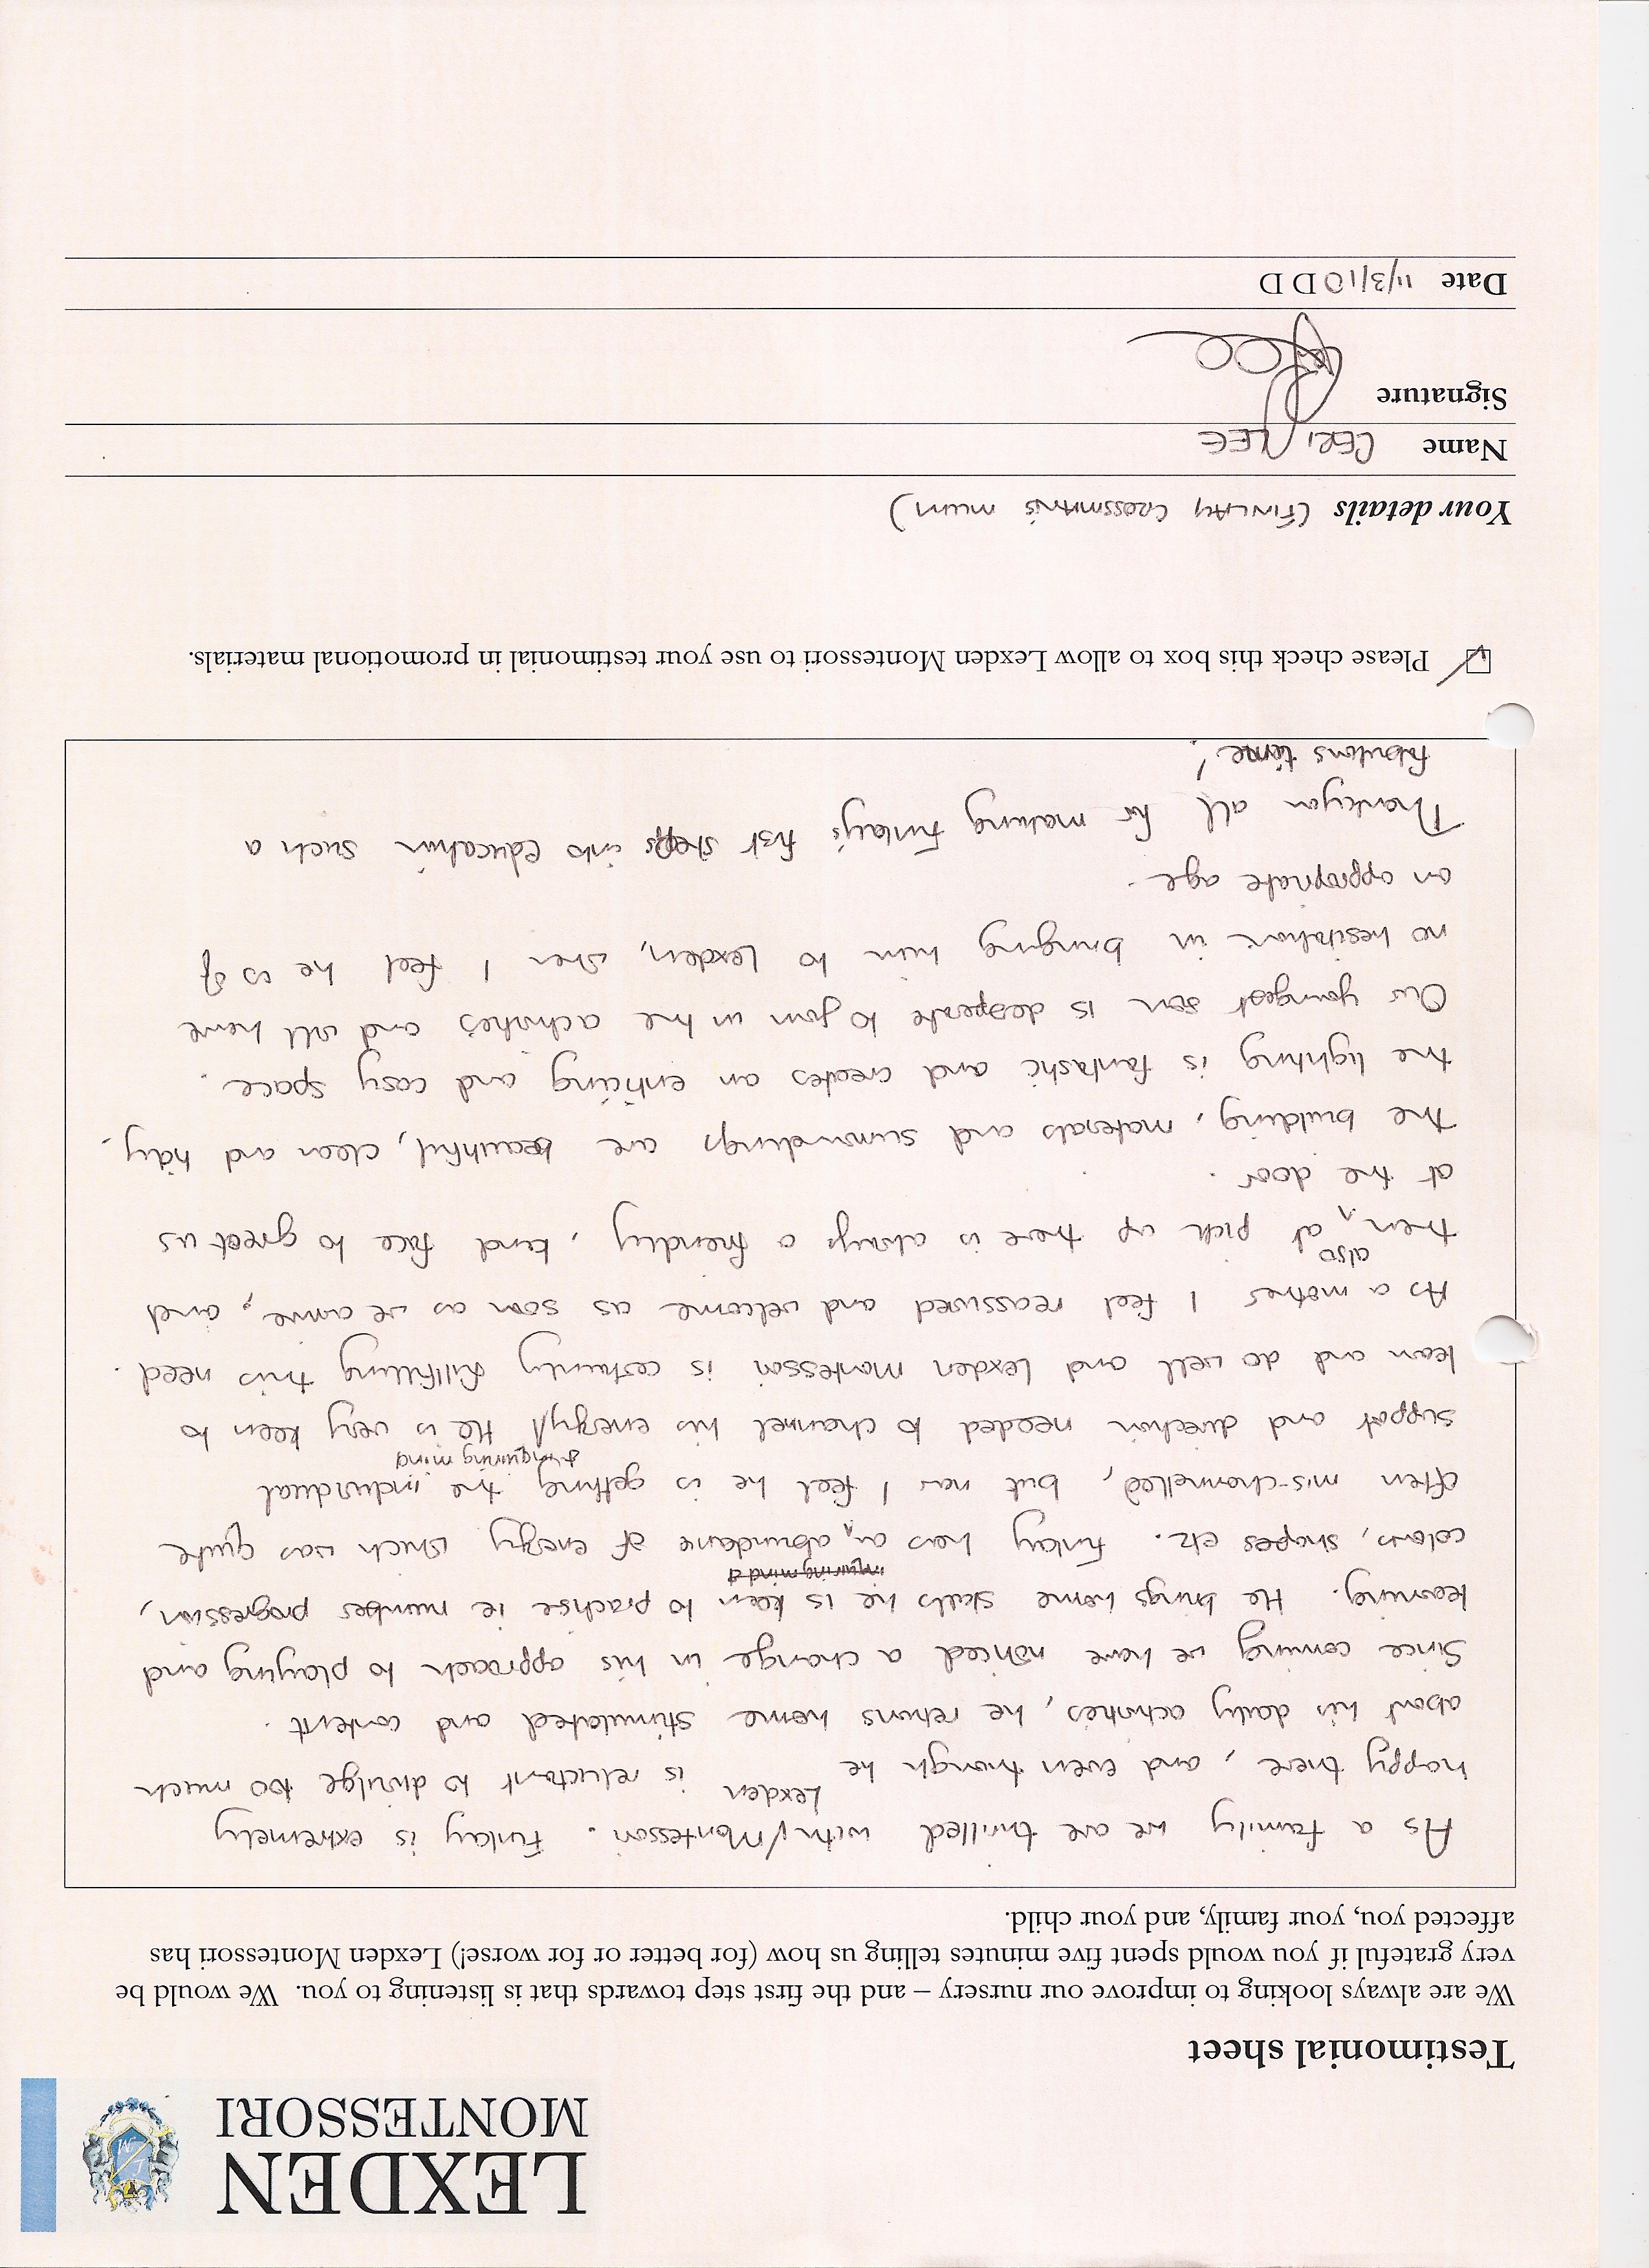 LEXDEN
MONTESSORI
Testimonial sheet
We are always looking to improve our nursery – and the first step towards that is listening to you. We would be
very grateful if you would spent five minutes telling us how (for better or for worse!) Lexden Montessori has
affected you, your family, and your child.
As a family we are thrilled with Lexden Montessori. Finlay is extremely
happy there, and even though he is reluctant to divulge too much
about his daily activities, he returns home stimulated and content.
Since coming we have noticed a change in his approach to playing and
learning. He brings home skills he is keen to practise ie number progression,
inquiring mind &
colours, shapes etc. Finlay has an abundance of energy which was quite
often mis-channelled, but now I feel he is getting the individual
& inquiring mind
support and direction needed to channel his energy. He is very keen to
learn and do well and Lexden Montessori is certainly fullfilling this need.
As a mother I feel reassured and welcome as soon as we arrive, and
then also at pick up there is always a friendly, kind face to greet us
at the door.
The building, materials and surroundings are beautiful, clean and tidy.
the lighting is fantastic and creates an enticing and cosy space.
Our youngest son is desperate to join in the activities and will have
no hesitation in bringing him to Lexden, when I feel he is of
an appropriate age.
Thankyou all for making Finlay's first steps into education such a
fabulous time!
Please check this box to allow Lexden Montessori to use your testimonial in promotional materials.
Your details (FINLAY CROSSMAN'S mum)
Name CERI LEE
Signature
Date 11/3/10 D D